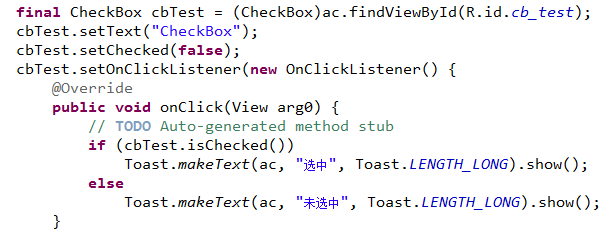 final CheckBox cbTest = (CheckBox)ac.findViewById(R.id.cb_test);
cbTest.setText("CheckBox");
cbTest.setChecked(false);
cbTest.setOnClickListener(new OnClickListener() {
    @Override
    public void onClick(View arg0) {
        // TODO Auto-generated method stub
        if (cbTest.isChecked())
            Toast.makeText(ac, "选中", Toast.LENGTH_LONG).show();
        else
            Toast.makeText(ac, "未选中", Toast.LENGTH_LONG).show();
    }